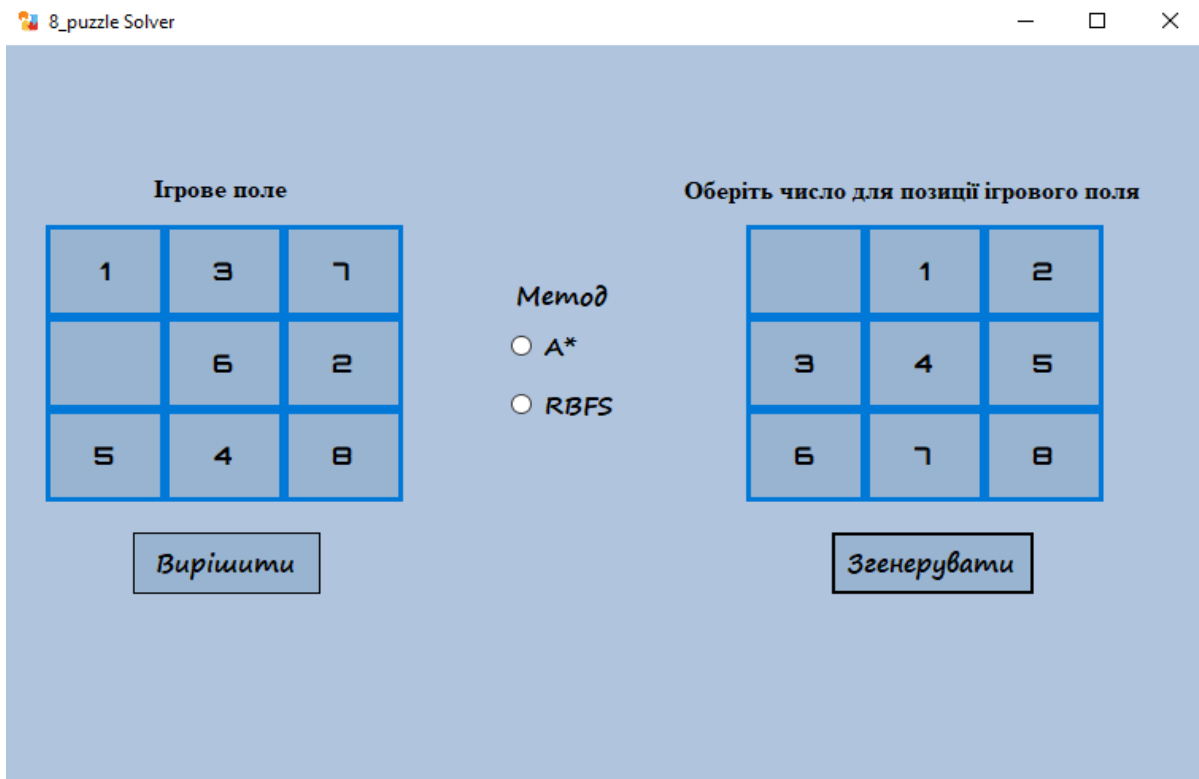 8_puzzle Solver
Ігрове поле
Оберіть число для позиції ігрового поля
1 3 7
6 2
5 4 8
Метод
A*
RBFS
1 2
3 4 5
6 7 8
Вирішити
Згенерувати